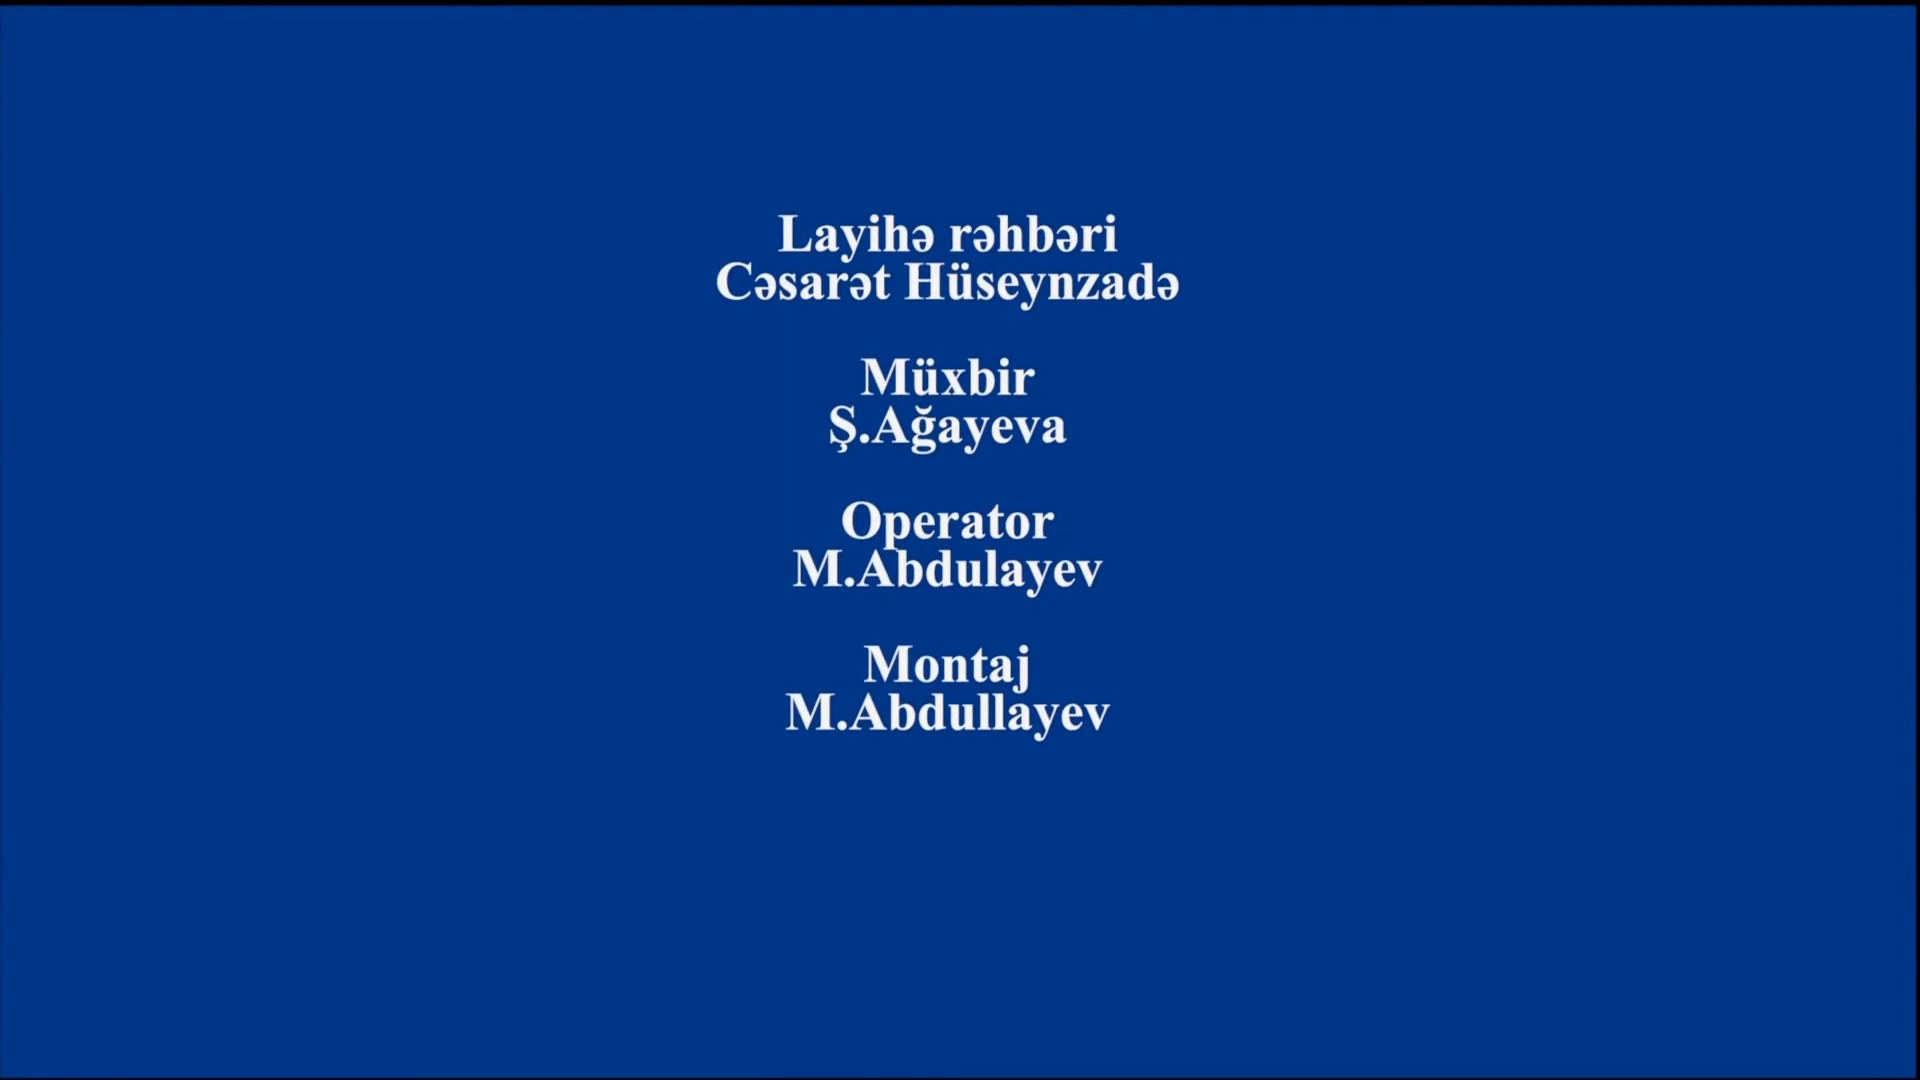 Layihə rəhbəri
Cəsarət Hüseynzadə
Müxbir
Ş.Ağayeva
Operator
M.Abdulayev
Montaj
M.Abdullayev